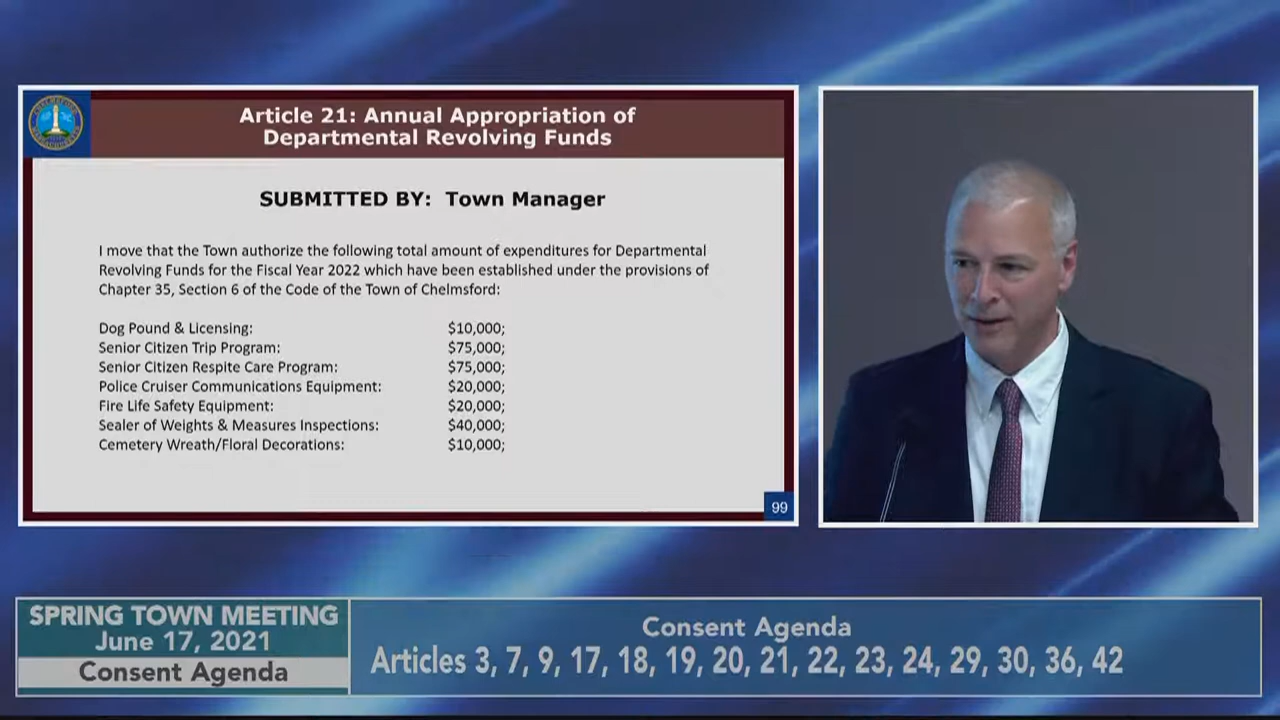 Article 21: Annual Appropriation of
Departmental Revolving Funds
SUBMITTED BY: Town Manager
I move that the Town authorize the following total amount of expenditures for Departmental
Revolving Funds for the Fiscal Year 2022 which have been established under the provisions of
Chapter 35, Section 6 of the Code of the Town of Chelmsford:
Dog Pound & Licensing: $10,000;
Senior Citizen Trip Program: $75,000;
Senior Citizen Respite Care Program: $75,000;
Police Cruiser Communications Equipment: $20,000;
Fire Life Safety Equipment: $20,000;
Sealer of Weights & Measures Inspections: $40,000;
Cemetery Wreath/Floral Decorations: $10,000;
99
SPRING TOWN MEETING
June 17, 2021
Consent Agenda
Consent Agenda
Articles 3, 7, 9, 17, 18, 19, 20, 21, 22, 23, 24, 29, 30, 36, 42